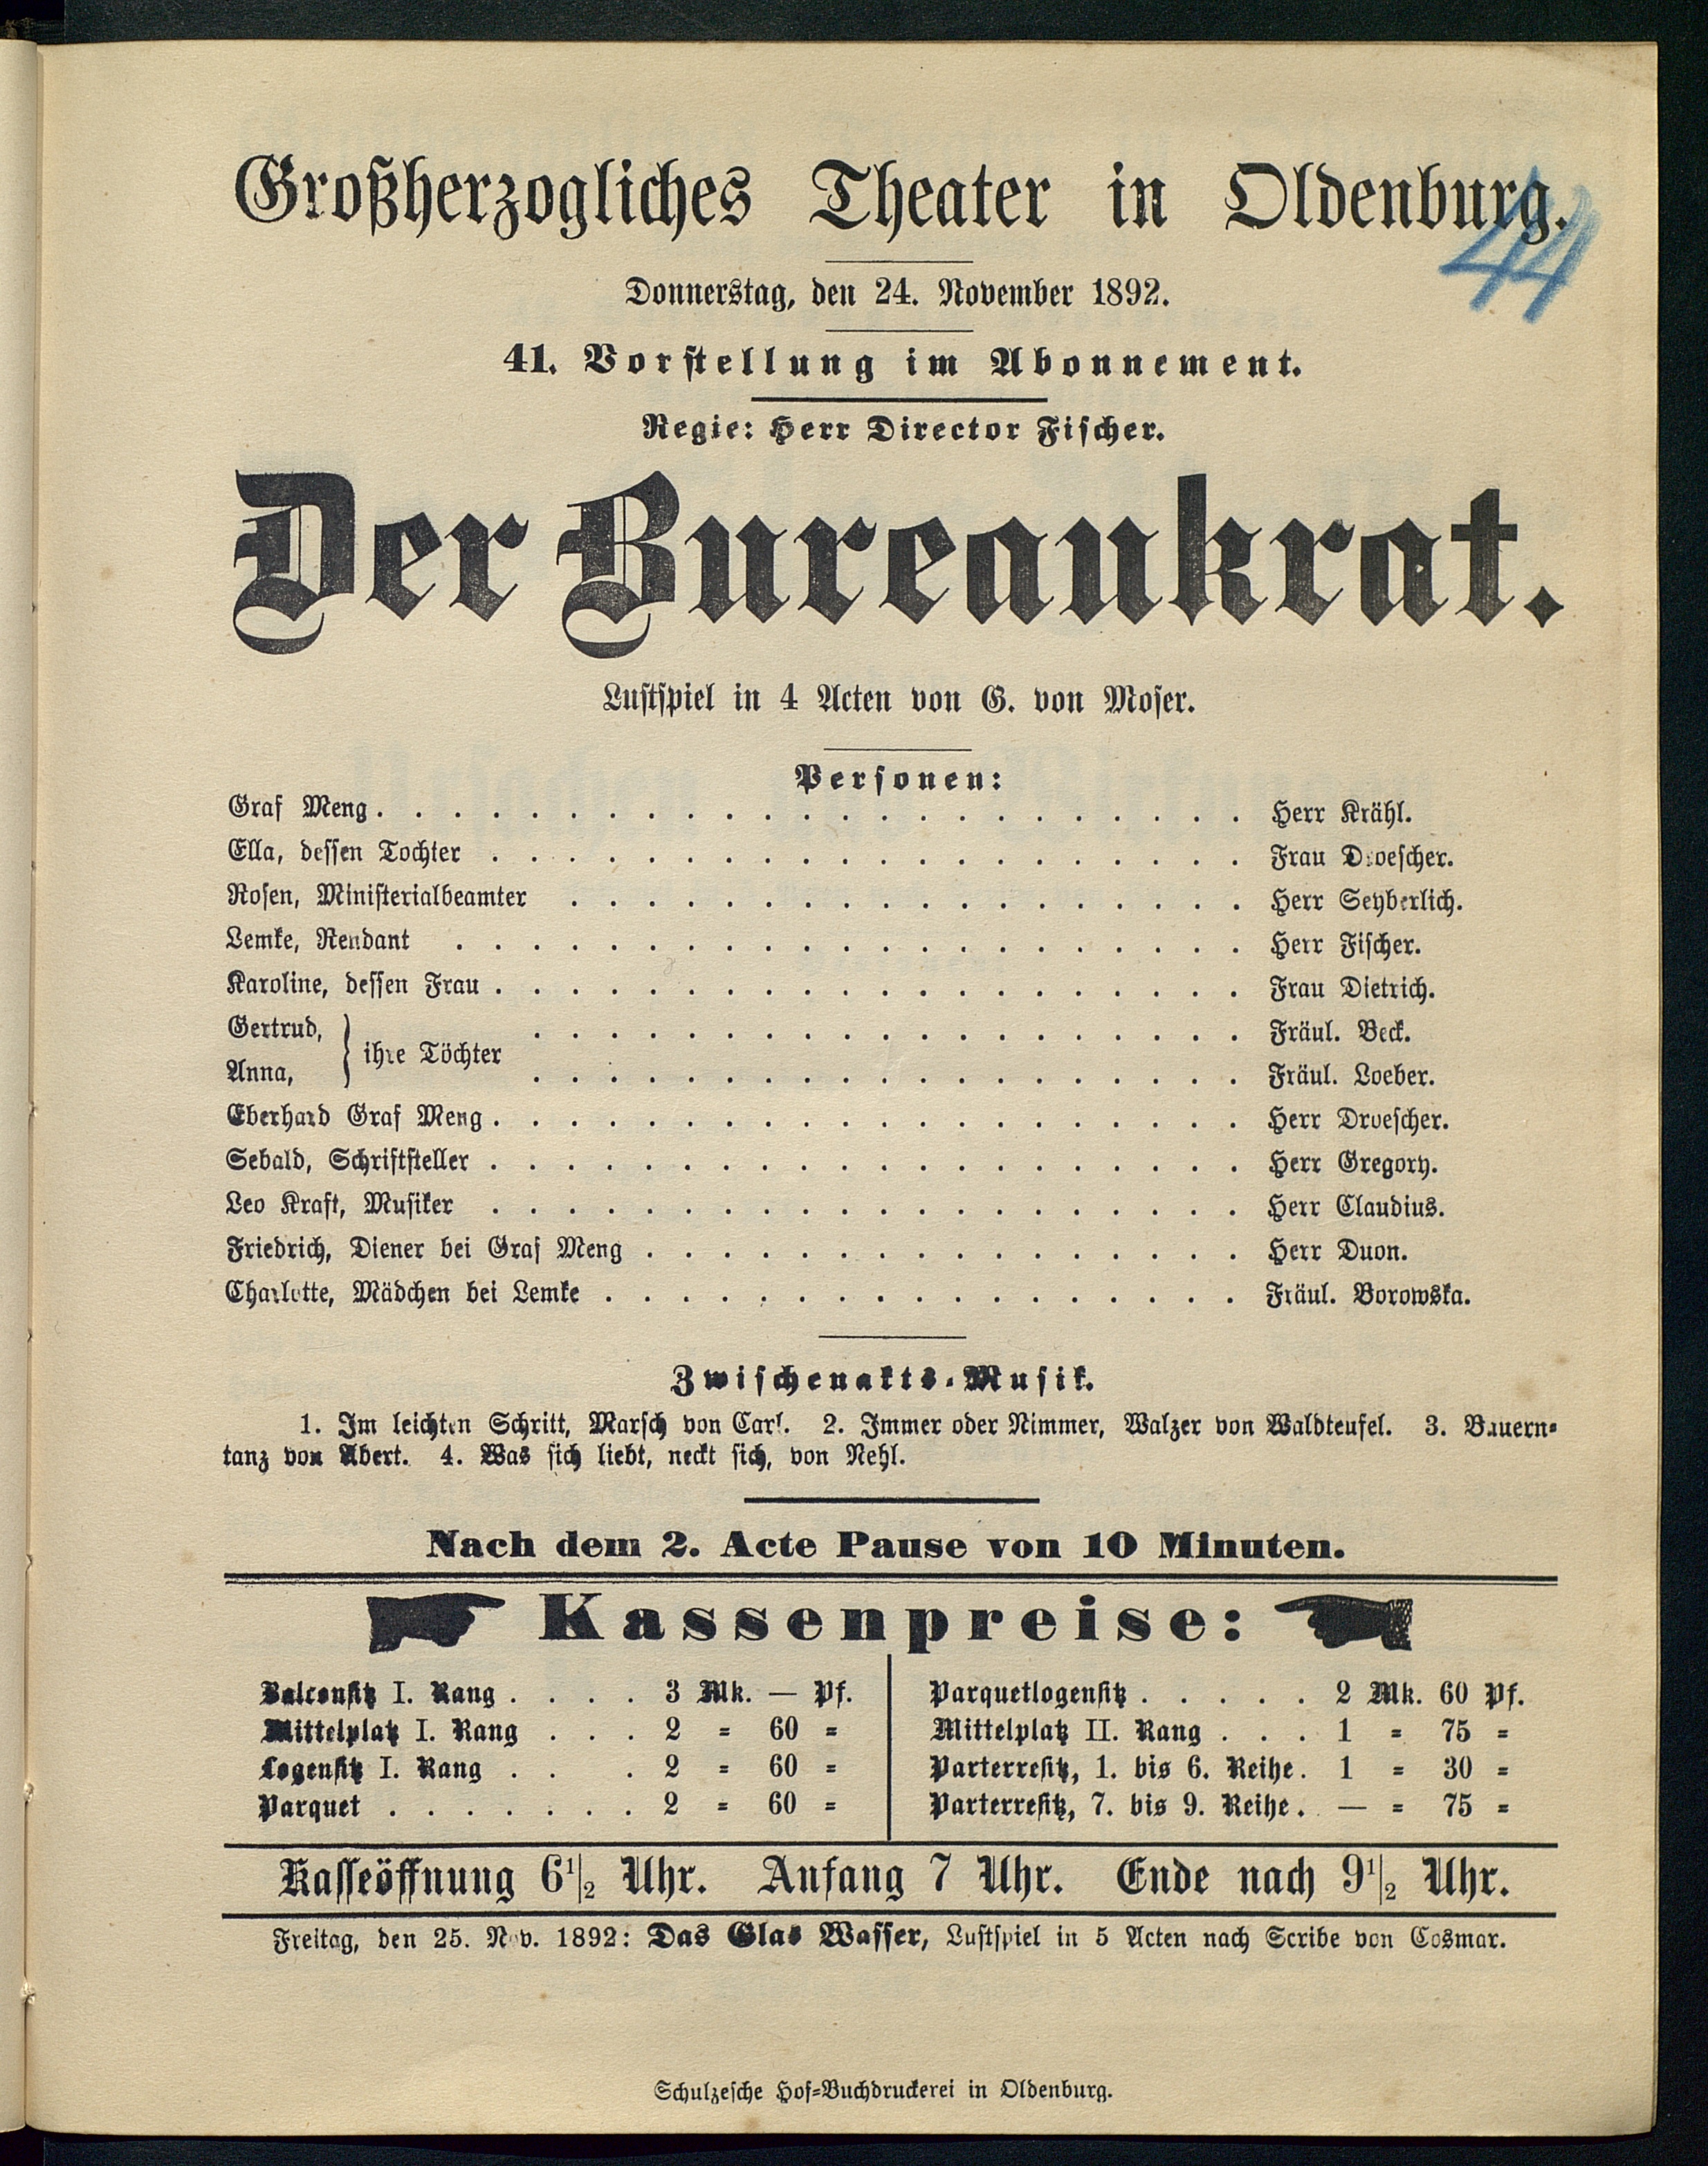 Großherzogliches Theater in Oldenburg.
44
Donnerstag, den 24. November 1892.
41. Vorstellung im Abonnement.
Regie: Herr Director Fischer.
Der Bureaukrat.
Lustspiel in 4 Acten von G. von Moser.
Personen:
Graf Meng . . . . . . . . . . . . . . . . . . . . . . . Herr Krähl.
Ella, dessen Tochter . . . . . . . . . . . . . . . . . . . . Frau Droescher.
Rosen, Ministerialbeamter . . . . . . . . . . . . . . . . . . Herr Seyberlich.
Lemke, Rendant . . . . . . . . . . . . . . . . . . . . . Herr Fischer.
Karoline, dessen Frau . . . . . . . . . . . . . . . . . . . . Frau Dietrich.
Gertrud, } ihre Töchter . . . . . . . . . . . . . . . . . . . Fräul. Beck.
Anna, . . . . . . . . . . . . . . . . . . . Fräul. Loeber.
Eberhard Graf Meng . . . . . . . . . . . . . . . . . . . . Herr Droescher.
Sebald, Schriftsteller . . . . . . . . . . . . . . . . . . . . Herr Gregory.
Leo Kraft, Musiker . . . . . . . . . . . . . . . . . . . . Herr Claudius.
Friedrich, Diener bei Graf Meng . . . . . . . . . . . . . . . . Herr Duon.
Charlotte, Mädchen bei Lemke . . . . . . . . . . . . . . . . . Fräul. Borowska.
Zwischenakts-Musik.
1. Im leichten Schritt, Marsch von Carl. 2. Immer oder Nimmer, Walzer von Waldteufel. 3. Bauern-
tanz von Abert. 4. Was sich liebt, neckt sich, von Nehl.
Nach dem 2. Acte Pause von 10 Minuten.
Kassenpreise:
Balconsitz I. Rang . . . . 3 Mk. — Pf. Parquetlogensitz . . . . . 2 Mk. 60 Pf.
Mittelplatz I. Rang . . . 2 = 60 = Mittelplatz II. Rang . . . 1 = 75 =
Logensitz I. Rang . . . 2 = 60 = Parterresitz, 1. bis 6. Reihe . 1 = 30 =
Parquet . . . . . . . 2 = 60 = Parterresitz, 7. bis 9. Reihe . — = 75 =
Kasseöffnung 6 1/2 Uhr. Anfang 7 Uhr. Ende nach 9 1/2 Uhr.
Freitag, den 25. Nov. 1892: Das Glas Wasser, Lustspiel in 5 Acten nach Scribe von Cosmar.
Schulzesche Hof-Buchdruckerei in Oldenburg.